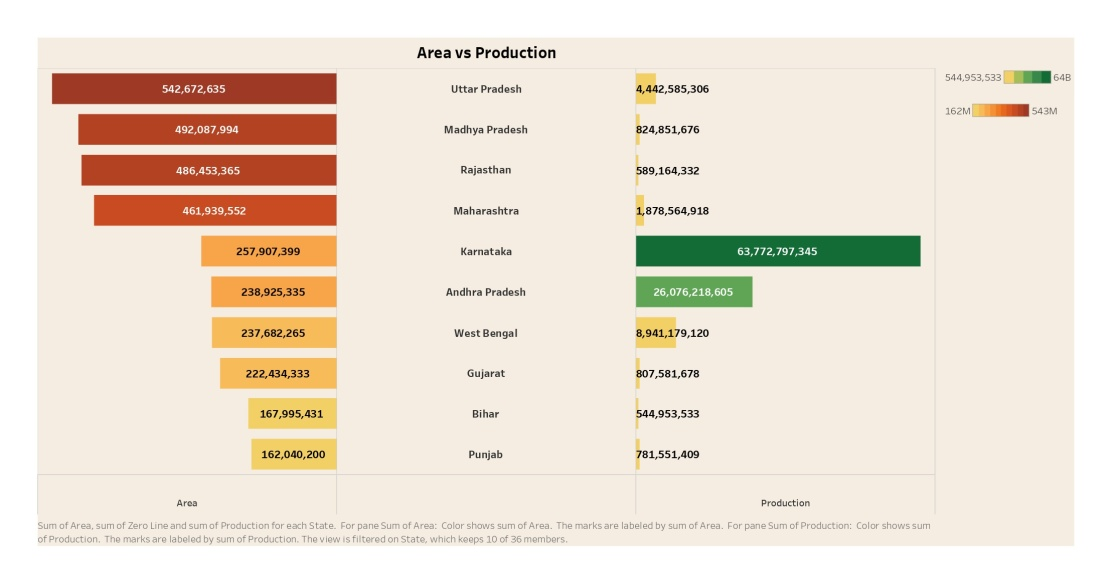 Area vs Production
544,953,533 64B
162M 543M
542,672,635 Uttar Pradesh 4,442,585,306
492,087,994 Madhya Pradesh 824,851,676
486,453,365 Rajasthan 589,164,332
461,939,552 Maharashtra 1,878,564,918
257,907,399 Karnataka 63,772,797,345
238,925,335 Andhra Pradesh 26,076,218,605
237,682,265 West Bengal 8,941,179,120
222,434,333 Gujarat 807,581,678
167,995,431 Bihar 544,953,533
162,040,200 Punjab 781,551,409
Area Production
Sum of Area, sum of Zero Line and sum of Production for each State. For pane Sum of Area: Color shows sum of Area. The marks are labeled by sum of Area. For pane Sum of Production: Color shows sum
of Production. The marks are labeled by sum of Production. The view is filtered on State, which keeps 10 of 36 members.